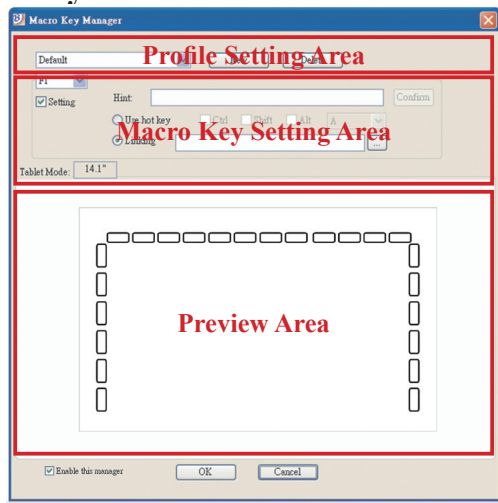 Macro Key Manager
Default
Profile Setting Area
F1
Setting
Hint:
Confirm
Use hot key
Ctrl
Shift
Alt
A
Macro Key Setting Area
Linking
...
Tablet Mode: 14.1"
Preview Area
Enable this manager
OK
Cancel